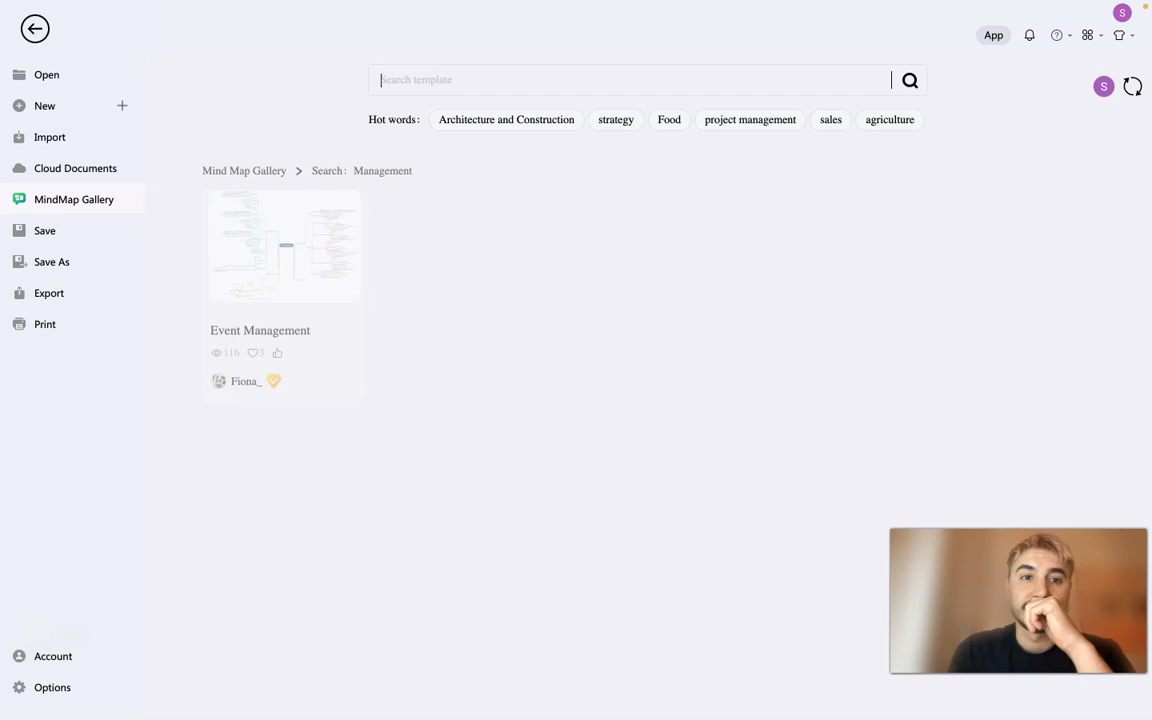 S
App
Open
Search template
S
New
Hot words:
Architecture and Construction
strategy
Food
project management
sales
agriculture
Import
Cloud Documents
Mind Map Gallery > Search: Management
MindMap Gallery
Save
Save As
Export
Print
Event Management
116
3
Fiona_
Account
Options